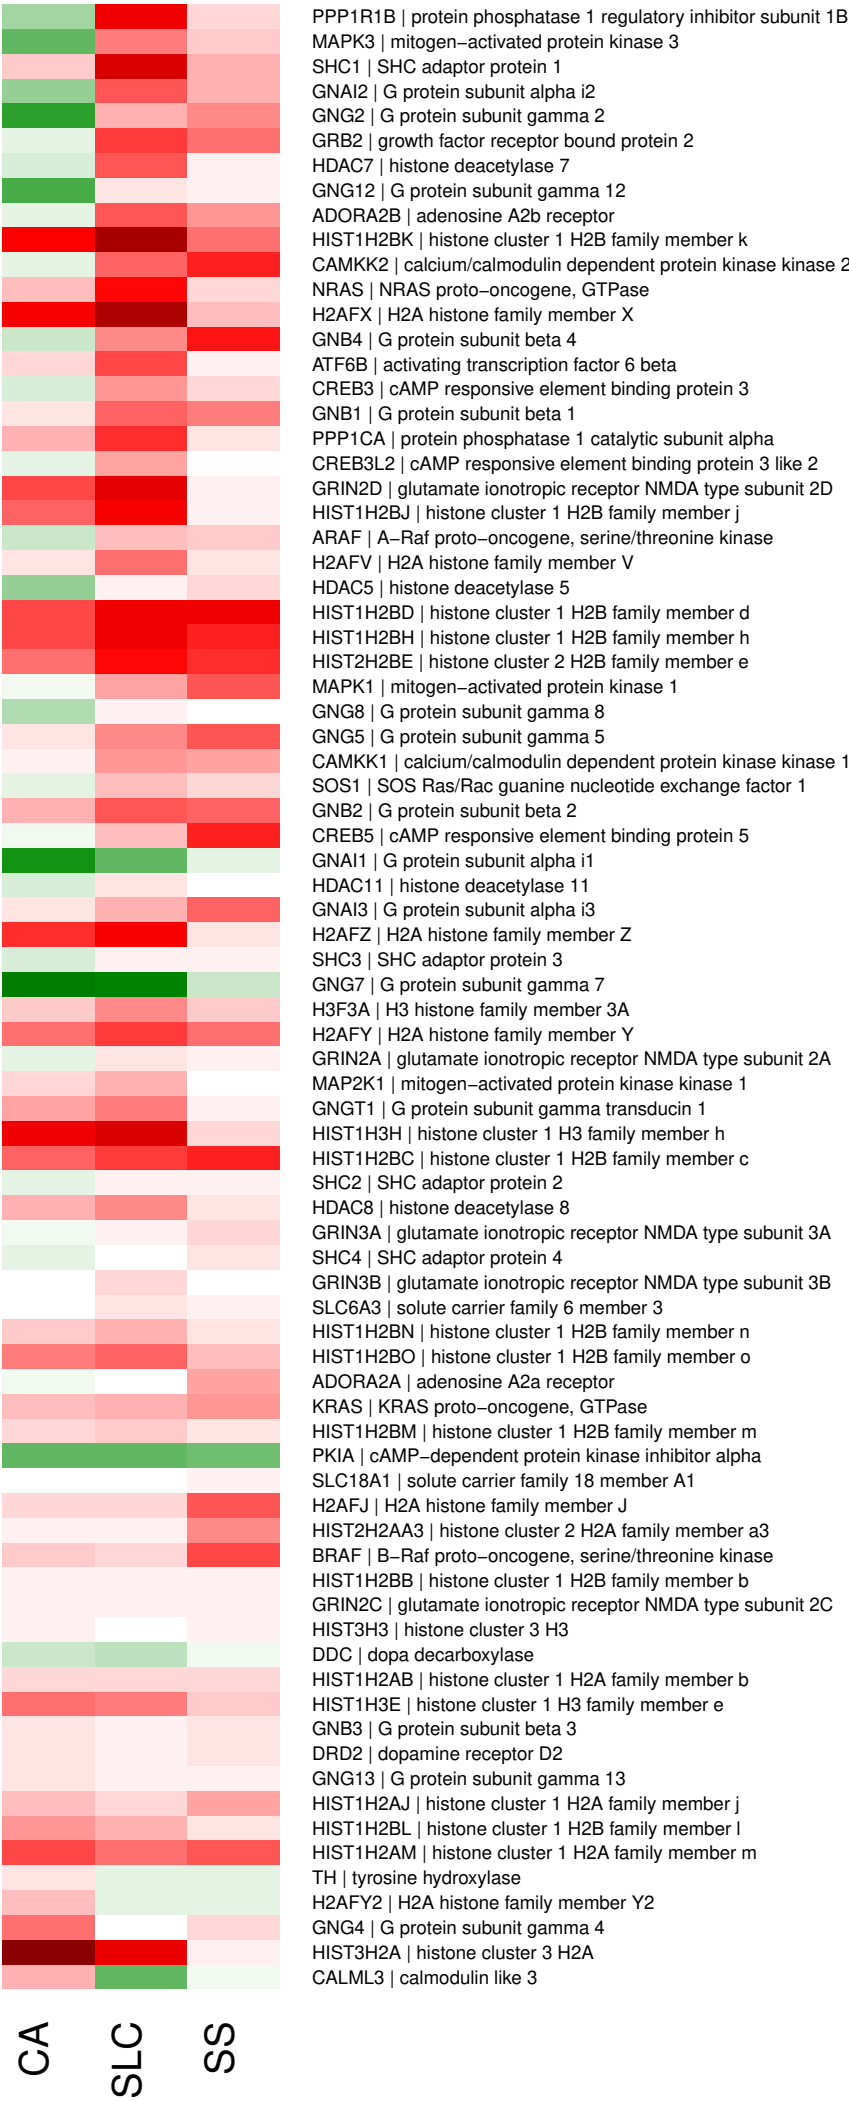 PPP1R1B | protein phosphatase 1 regulatory inhibitor subunit 1B
MAPK3 | mitogen−activated protein kinase 3
SHC1 | SHC adaptor protein 1
GNAI2 | G protein subunit alpha i2
GNG2 | G protein subunit gamma 2
GRB2 | growth factor receptor bound protein 2
HDAC7 | histone deacetylase 7
GNG12 | G protein subunit gamma 12
ADORA2B | adenosine A2b receptor
HIST1H2BK | histone cluster 1 H2B family member k
CAMKK2 | calcium/calmodulin dependent protein kinase kinase 2
NRAS | NRAS proto−oncogene, GTPase
H2AFX | H2A histone family member X
GNB4 | G protein subunit beta 4
ATF6B | activating transcription factor 6 beta
CREB3 | cAMP responsive element binding protein 3
GNB1 | G protein subunit beta 1
PPP1CA | protein phosphatase 1 catalytic subunit alpha
CREB3L2 | cAMP responsive element binding protein 3 like 2
GRIN2D | glutamate ionotropic receptor NMDA type subunit 2D
HIST1H2BJ | histone cluster 1 H2B family member j
ARAF | A−Raf proto−oncogene, serine/threonine kinase
H2AFV | H2A histone family member V
HDAC5 | histone deacetylase 5
HIST1H2BD | histone cluster 1 H2B family member d
HIST1H2BH | histone cluster 1 H2B family member h
HIST2H2BE | histone cluster 2 H2B family member e
MAPK1 | mitogen−activated protein kinase 1
GNG8 | G protein subunit gamma 8
GNG5 | G protein subunit gamma 5
CAMKK1 | calcium/calmodulin dependent protein kinase kinase 1
SOS1 | SOS Ras/Rac guanine nucleotide exchange factor 1
GNB2 | G protein subunit beta 2
CREB5 | cAMP responsive element binding protein 5
GNAI1 | G protein subunit alpha i1
HDAC11 | histone deacetylase 11
GNAI3 | G protein subunit alpha i3
H2AFZ | H2A histone family member Z
SHC3 | SHC adaptor protein 3
GNG7 | G protein subunit gamma 7
H3F3A | H3 histone family member 3A
H2AFY | H2A histone family member Y
GRIN2A | glutamate ionotropic receptor NMDA type subunit 2A
MAP2K1 | mitogen−activated protein kinase kinase 1
GNGT1 | G protein subunit gamma transducin 1
HIST1H3H | histone cluster 1 H3 family member h
HIST1H2BC | histone cluster 1 H2B family member c
SHC2 | SHC adaptor protein 2
HDAC8 | histone deacetylase 8
GRIN3A | glutamate ionotropic receptor NMDA type subunit 3A
SHC4 | SHC adaptor protein 4
GRIN3B | glutamate ionotropic receptor NMDA type subunit 3B
SLC6A3 | solute carrier family 6 member 3
HIST1H2BN | histone cluster 1 H2B family member n
HIST1H2BO | histone cluster 1 H2B family member o
ADORA2A | adenosine A2a receptor
KRAS | KRAS proto−oncogene, GTPase
HIST1H2BM | histone cluster 1 H2B family member m
PKIA | cAMP−dependent protein kinase inhibitor alpha
SLC18A1 | solute carrier family 18 member A1
H2AFJ | H2A histone family member J
HIST2H2AA3 | histone cluster 2 H2A family member a3
BRAF | B−Raf proto−oncogene, serine/threonine kinase
HIST1H2BB | histone cluster 1 H2B family member b
GRIN2C | glutamate ionotropic receptor NMDA type subunit 2C
HIST3H3 | histone cluster 3 H3
DDC | dopa decarboxylase
HIST1H2AB | histone cluster 1 H2A family member b
HIST1H3E | histone cluster 1 H3 family member e
GNB3 | G protein subunit beta 3
DRD2 | dopamine receptor D2
GNG13 | G protein subunit gamma 13
HIST1H2AJ | histone cluster 1 H2A family member j
HIST1H2BL | histone cluster 1 H2B family member l
HIST1H2AM | histone cluster 1 H2A family member m
TH | tyrosine hydroxylase
H2AFY2 | H2A histone family member Y2
GNG4 | G protein subunit gamma 4
HIST3H2A | histone cluster 3 H2A
CALML3 | calmodulin like 3
CA
SLC
SS